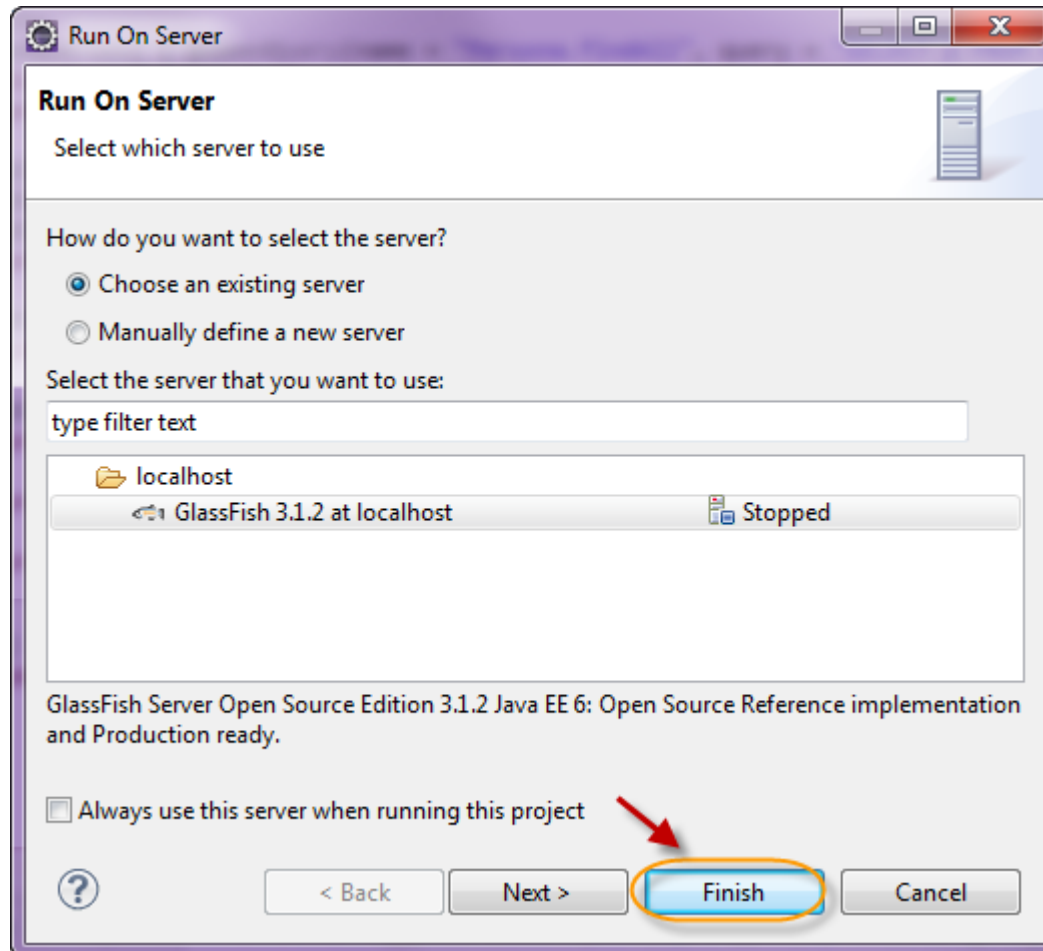 Run On Server
Run On Server
Select which server to use
How do you want to select the server?
Choose an existing server
Manually define a new server
Select the server that you want to use:
type filter text
localhost
GlassFish 3.1.2 at localhost Stopped
GlassFish Server Open Source Edition 3.1.2 Java EE 6: Open Source Reference implementation
and Production ready.
Always use this server when running this project
? < Back Next > Finish Cancel